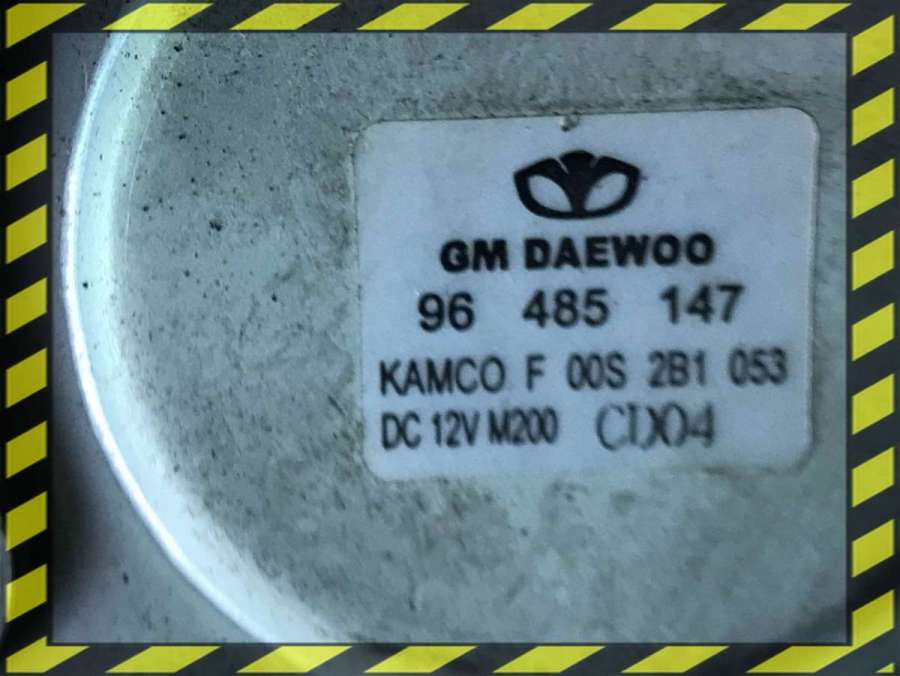 GM DAEWOO
96 485 147
KAMCO F 00S 2B1 053
DC 12V M200 CD04